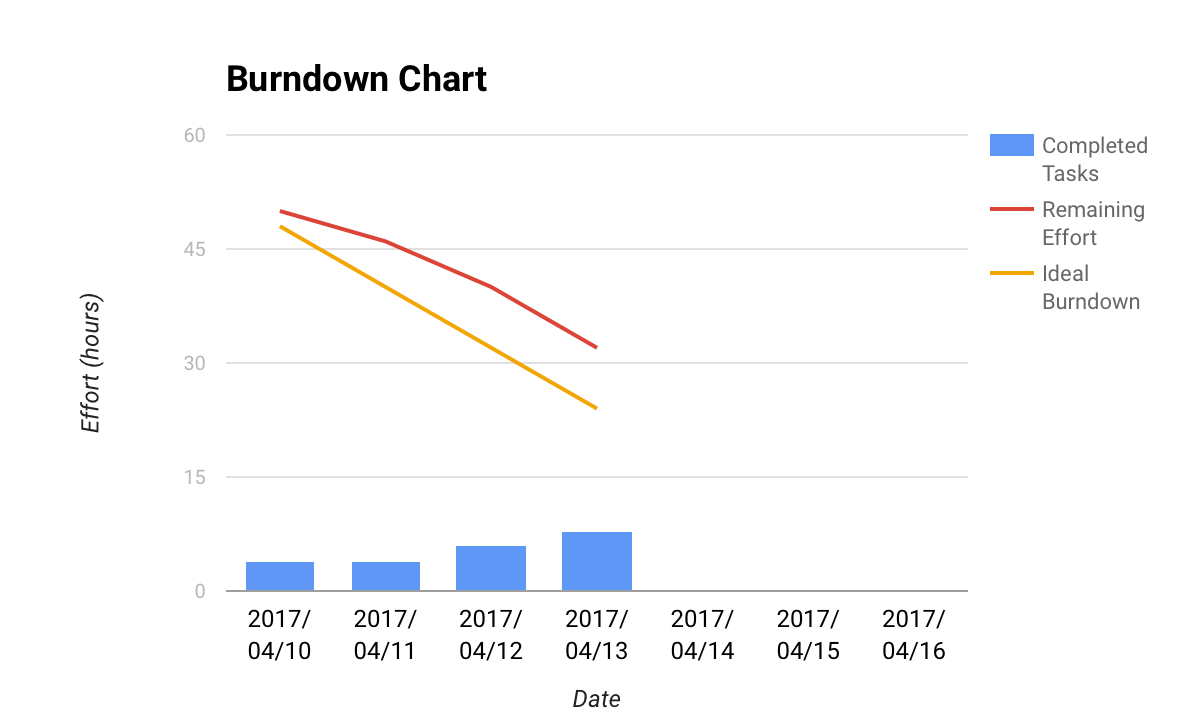 Burndown Chart
60
45
30
15
0
Effort (hours)
Completed
Tasks
Remaining
Effort
Ideal
Burndown
2017/ 2017/ 2017/ 2017/ 2017/ 2017/ 2017/
04/10 04/11 04/12 04/13 04/14 04/15 04/16
Date